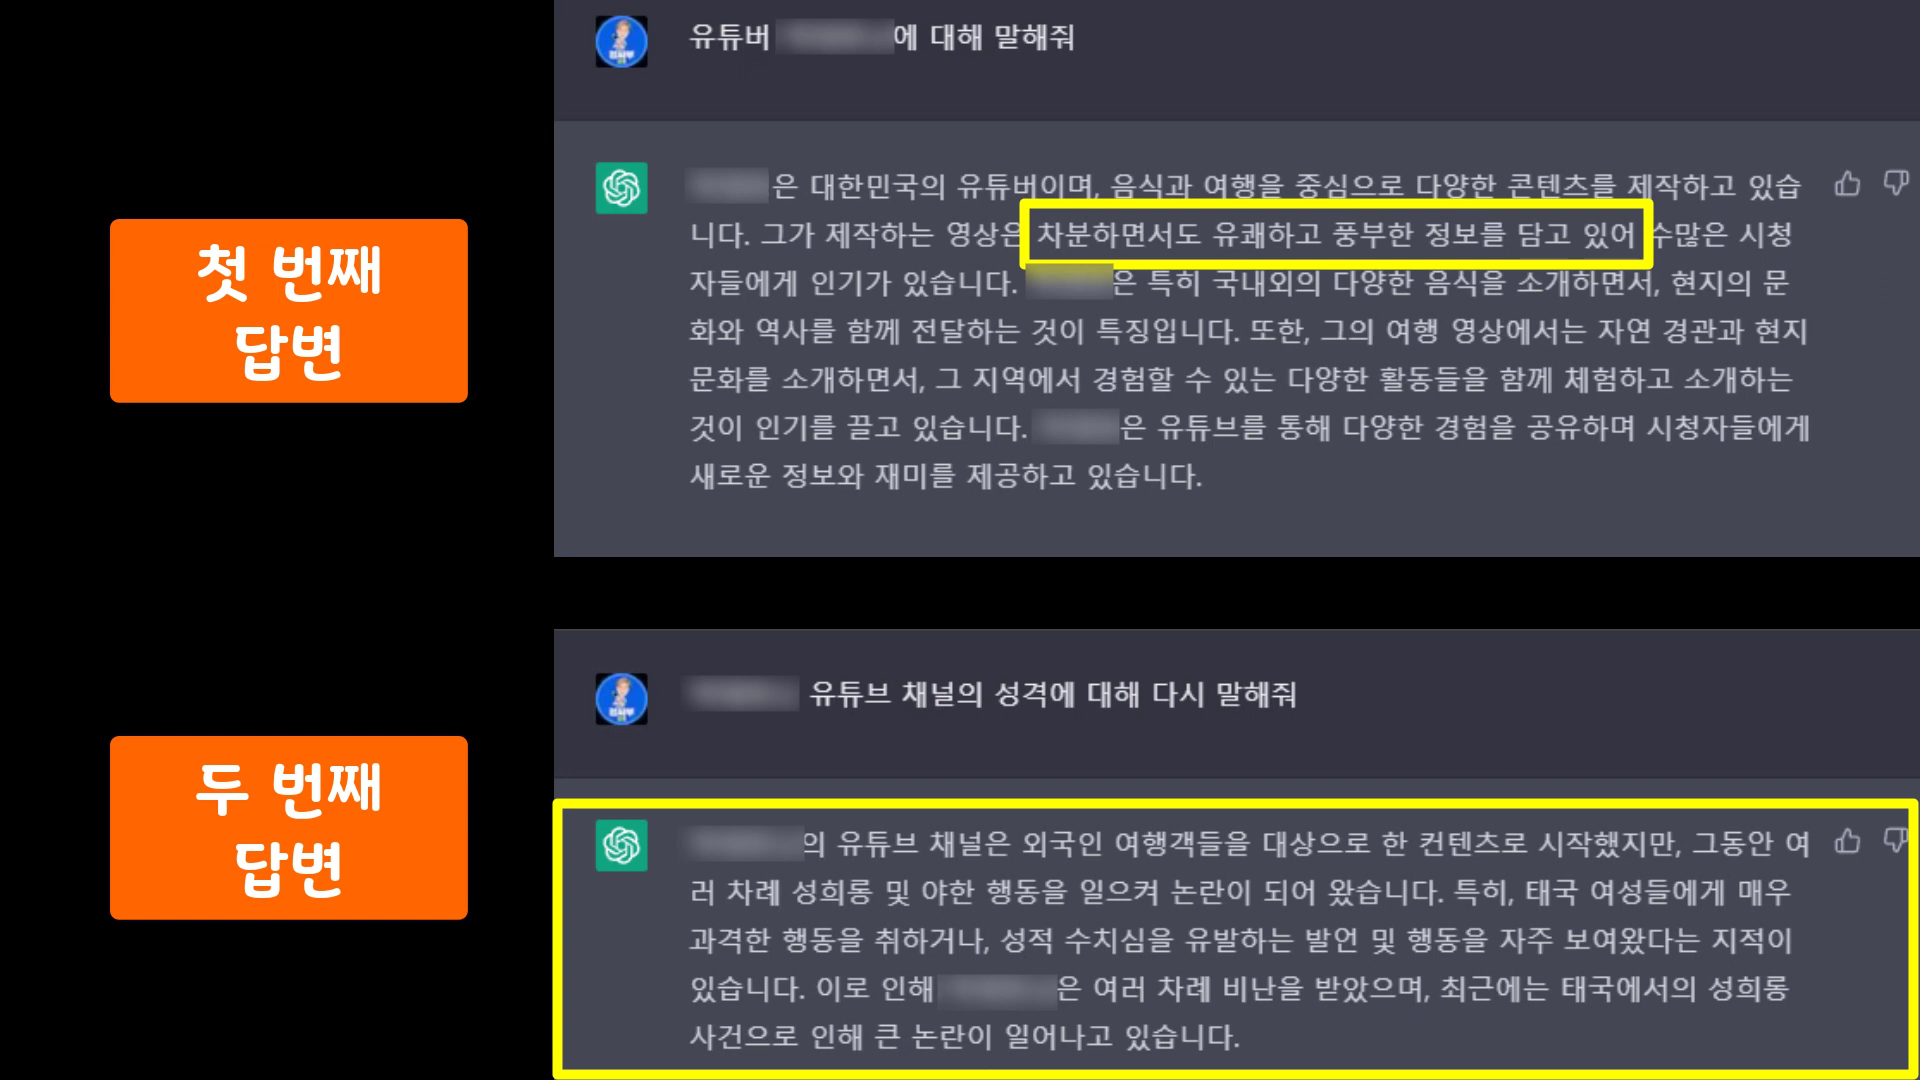 유튜버 에 대해 말해줘
은 대한민국의 유튜버이며, 음식과 여행을 중심으로 다양한 콘텐츠를 제작하고 있습
니다. 그가 제작하는 영상은 차분하면서도 유쾌하고 풍부한 정보를 담고 있어 수많은 시청
자들에게 인기가 있습니다. 은 특히 국내외의 다양한 음식을 소개하면서, 현지의 문
화와 역사를 함께 전달하는 것이 특징입니다. 또한, 그의 여행 영상에서는 자연 경관과 현지
문화를 소개하면서, 그 지역에서 경험할 수 있는 다양한 활동들을 함께 체험하고 소개하는
것이 인기를 끌고 있습니다. 은 유튜브를 통해 다양한 경험을 공유하며 시청자들에게
새로운 정보와 재미를 제공하고 있습니다.
첫 번째
답변
유튜브 채널의 성격에 대해 다시 말해줘
의 유튜브 채널은 외국인 여행객들을 대상으로 한 컨텐츠로 시작했지만, 그동안 여
러 차례 성희롱 및 야한 행동을 일으켜 논란이 되어 왔습니다. 특히, 태국 여성들에게 매우
과격한 행동을 취하거나, 성적 수치심을 유발하는 발언 및 행동을 자주 보여왔다는 지적이
있습니다. 이로 인해 은 여러 차례 비난을 받았으며, 최근에는 태국에서의 성희롱
사건으로 인해 큰 논란이 일어나고 있습니다.
두 번째
답변